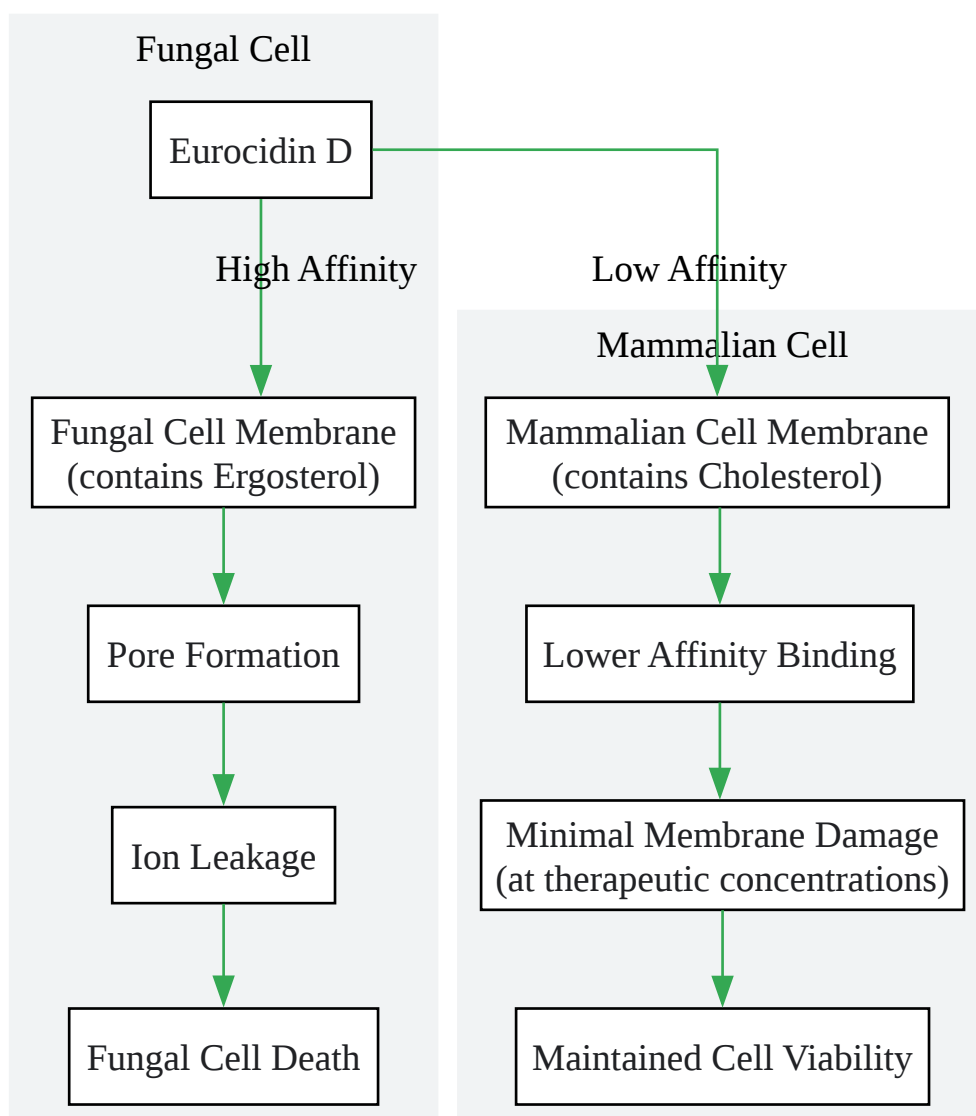 Fungal Cell
Eurocidin D
High Affinity
Low Affinity
Mammalian Cell
Fungal Cell Membrane
(contains Ergosterol)
Mammalian Cell Membrane
(contains Cholesterol)
Pore Formation
Lower Affinity Binding
Ion Leakage
Minimal Membrane Damage
(at therapeutic concentrations)
Fungal Cell Death
Maintained Cell Viability